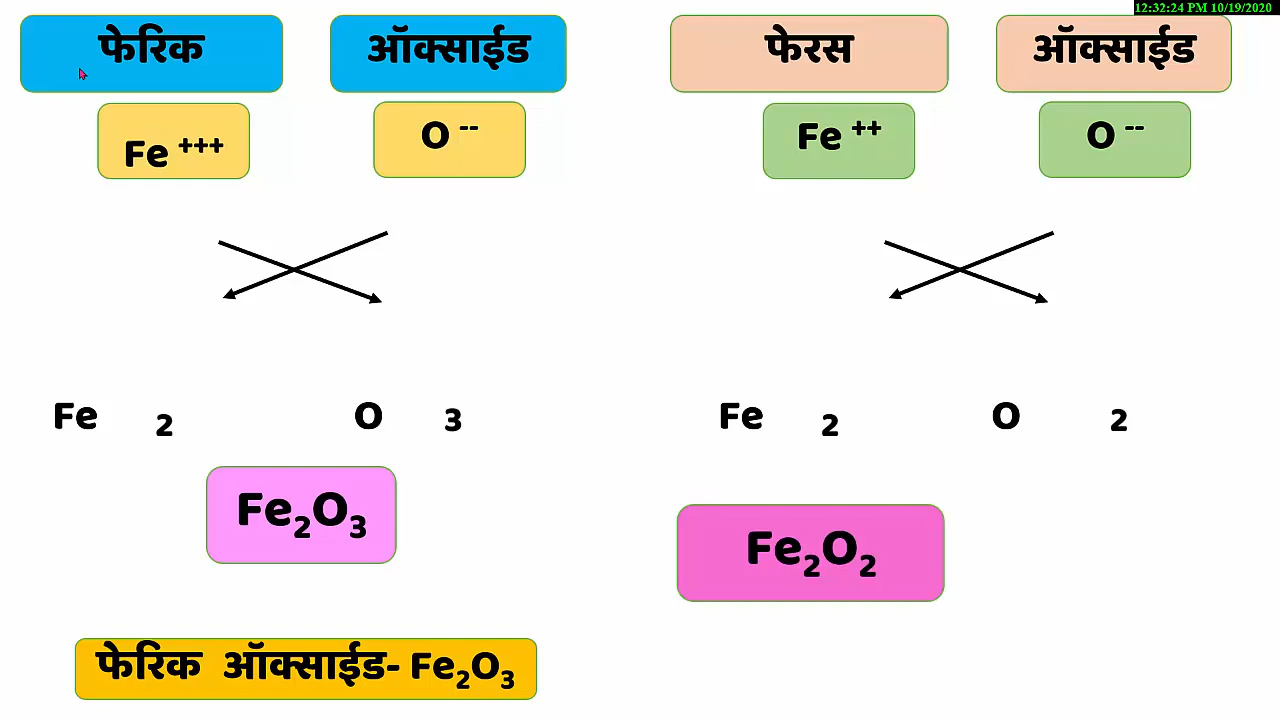 12:32:24 PM 10/19/2020
फेरिक ऑक्साईड फेरस ऑक्साईड
Fe +++ O -- Fe ++ O --
Fe 2 O 3 Fe 2 O 2
Fe₂O₃
Fe₂O₂
फेरिक ऑक्साईड- Fe₂O₃